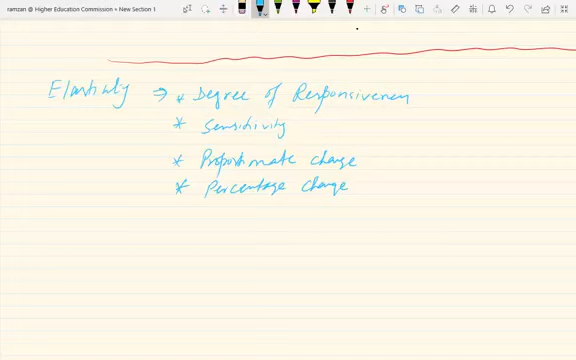 ramzan @ Higher Education Commission > New Section 1
Elasticity ⇒ * Degree of Responsiveness
* Sensitivity
* Proportionate change
* Percentage change